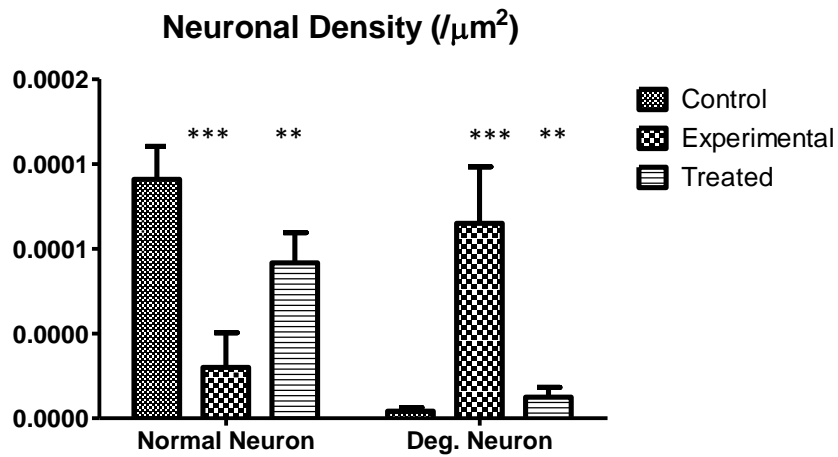 Neuronal Density (/μm²)
0.0002
0.0001
0.0001
0.0000
0.0000
*** **
*** **
Normal Neuron
Deg. Neuron
Control
Experimental
Treated